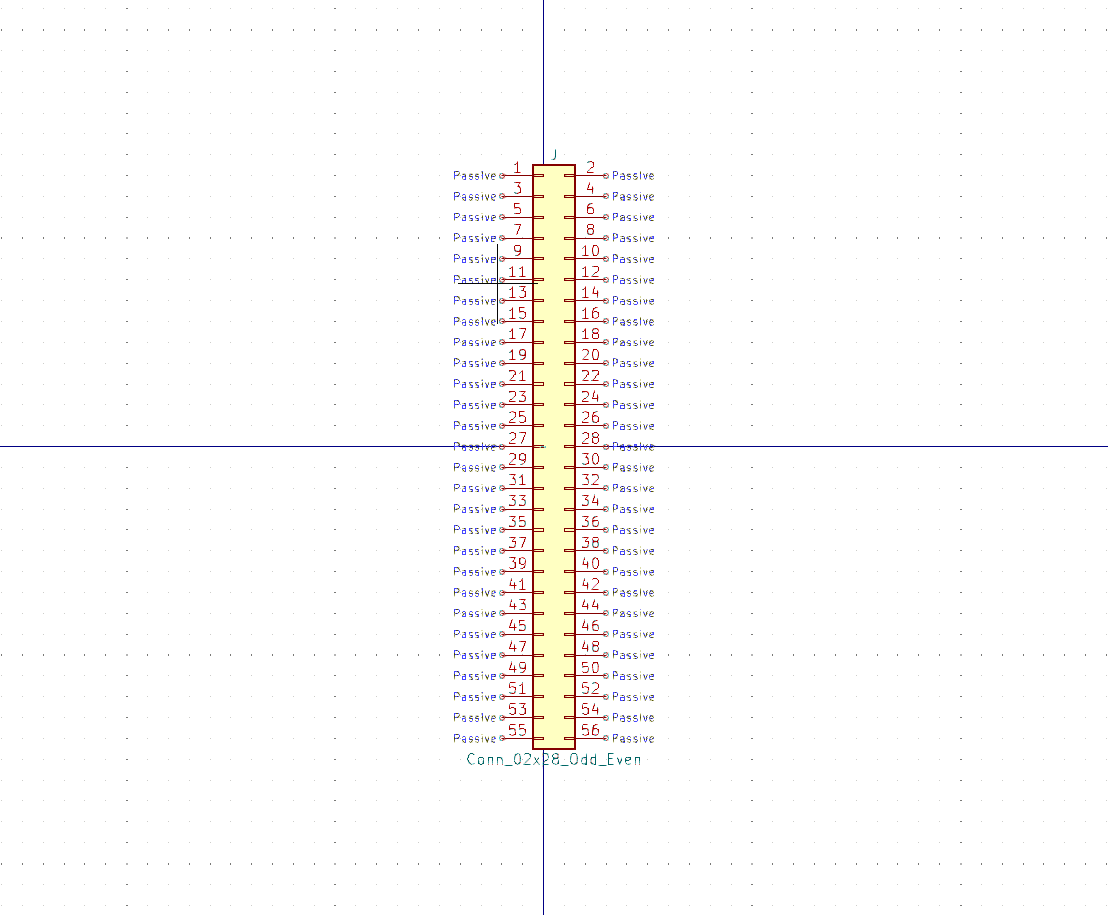 J
Passive 1 2 Passive
Passive 3 4 Passive
Passive 5 6 Passive
Passive 7 8 Passive
Passive 9 10 Passive
Passive 11 12 Passive
Passive 13 14 Passive
Passive 15 16 Passive
Passive 17 18 Passive
Passive 19 20 Passive
Passive 21 22 Passive
Passive 23 24 Passive
Passive 25 26 Passive
Passive 27 28 Passive
Passive 29 30 Passive
Passive 31 32 Passive
Passive 33 34 Passive
Passive 35 36 Passive
Passive 37 38 Passive
Passive 39 40 Passive
Passive 41 42 Passive
Passive 43 44 Passive
Passive 45 46 Passive
Passive 47 48 Passive
Passive 49 50 Passive
Passive 51 52 Passive
Passive 53 54 Passive
Passive 55 56 Passive
Conn_02x28_Odd_Even